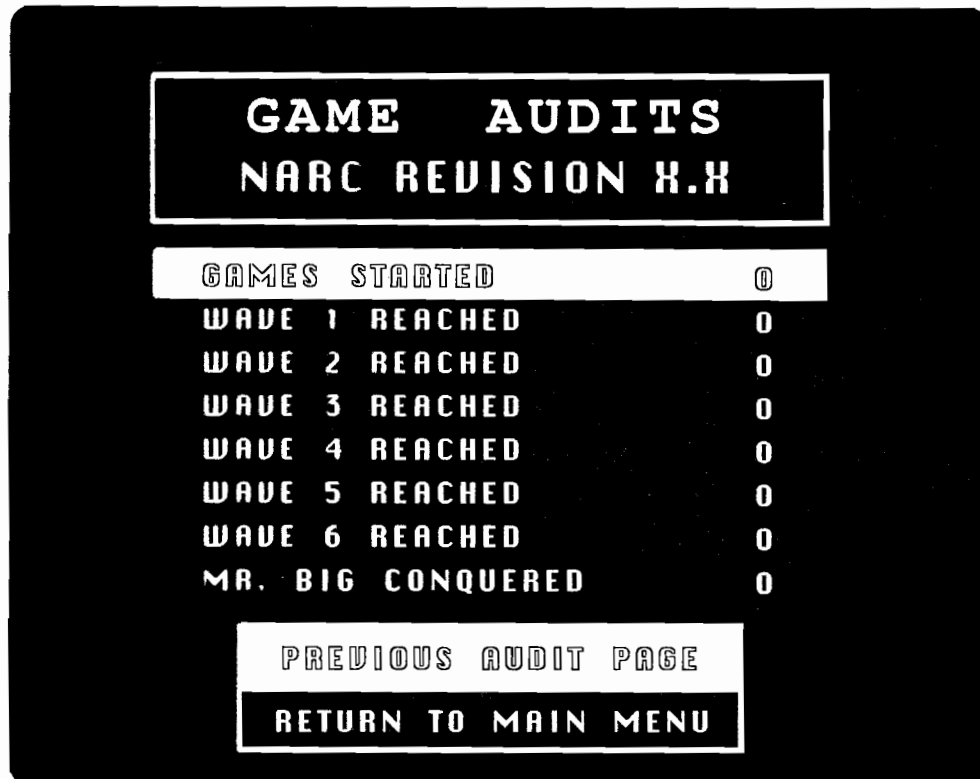 GAME AUDITS
NARC REVISION X.X
GAMES STARTED 0
WAVE 1 REACHED 0
WAVE 2 REACHED 0
WAVE 3 REACHED 0
WAVE 4 REACHED 0
WAVE 5 REACHED 0
WAVE 6 REACHED 0
MR. BIG CONQUERED 0
PREVIOUS AUDIT PAGE
RETURN TO MAIN MENU